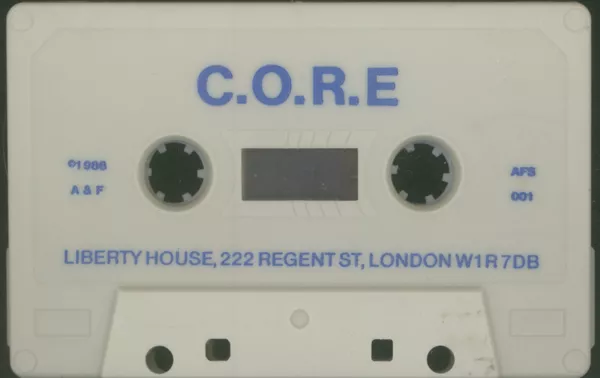 C.O.R.E
©1986
A & F
AFS
001
LIBERTY HOUSE, 222 REGENT ST, LONDON W1R 7DB